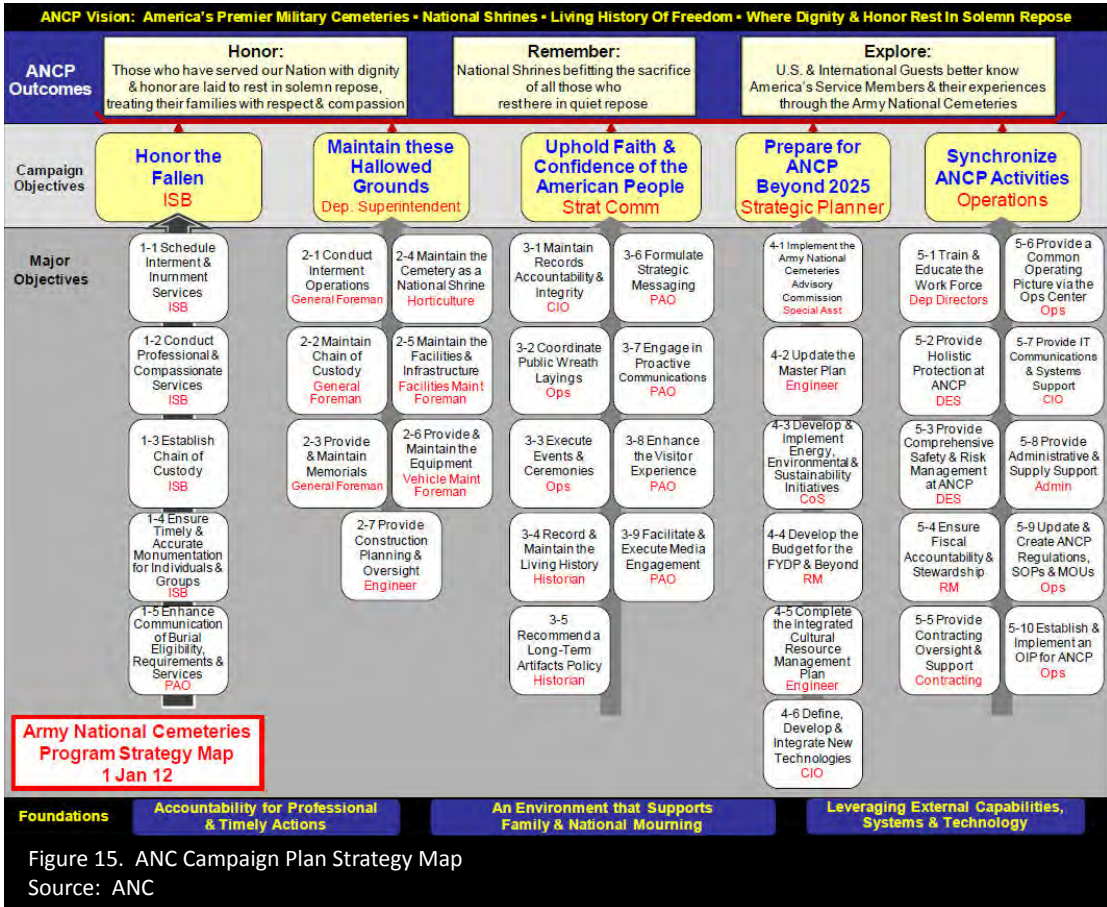 ANCP Vision: America's Premier Military Cemeteries • National Shrines • Living History Of Freedom • Where Dignity & Honor Rest In Solemn Repose
ANCP
Outcomes
Honor:
Those who have served our Nation with dignity
& honor are laid to rest in solemn repose,
treating their families with respect & compassion
Remember:
National Shrines befitting the sacrifice
of all those who
rest here in quiet repose
Explore:
U.S. & International Guests better know
America's Service Members & their experiences
through the Army National Cemeteries
Campaign
Objectives
Honor the
Fallen
ISB
Maintain these
Hallowed
Grounds
Dep. Superintendent
Uphold Faith &
Confidence of the
American People
Strat Comm
Prepare for
ANCP
Beyond 2025
Strategic Planner
Synchronize
ANCP Activities
Operations
Major
Objectives
1-1 Schedule
Interment &
Inurnment
Services
ISB
1-2 Conduct
Professional &
Compassionate
Services
ISB
1-3 Establish
Chain of
Custody
ISB
1-4 Ensure
Timely &
Accurate
Monumentation
for Individuals &
Groups
ISB
1-5 Enhance
Communication
of Burial
Eligibility,
Requirements &
Services
PAO
2-1 Conduct
Interment
Operations
General Foreman
2-2 Maintain
Chain of
Custody
General
Foreman
2-3 Provide
& Maintain
Memorials
General Foreman
2-4 Maintain the
Cemetery as a
National Shrine
Horticulture
2-5 Maintain the
Facilities &
Infrastructure
Facilities Maint
Foreman
2-6 Provide &
Maintain the
Equipment
Vehicle Maint
Foreman
2-7 Provide
Construction
Planning &
Oversight
Engineer
3-1 Maintain
Records
Accountability &
Integrity
CIO
3-2 Coordinate
Public Wreath
Layings
Ops
3-3 Execute
Events &
Ceremonies
Ops
3-4 Record &
Maintain the
Living History
Historian
3-5
Recommend a
Long-Term
Artifacts Policy
Historian
3-6 Formulate
Strategic
Messaging
PAO
3-7 Engage in
Proactive
Communications
PAO
3-8 Enhance
the Visitor
Experience
PAO
3-9 Facilitate &
Execute Media
Engagement
PAO
4-1 Implement the
Army National
Cemeteries
Advisory
Commission
Special Asst
4-2 Update the
Master Plan
Engineer
4-3 Develop &
Implement
Energy,
Environmental &
Sustainability
Initiatives
CoS
4-4 Develop the
Budget for the
FYDP & Beyond
RM
4-5 Complete
the Integrated
Cultural
Resource
Management
Plan
Engineer
4-6 Define,
Develop &
Integrate New
Technologies
CIO
5-1 Train &
Educate the
Work Force
Dep Directors
5-2 Provide
Holistic
Protection at
ANCP
DES
5-3 Provide
Comprehensive
Safety & Risk
Management
at ANCP
DES
5-4 Ensure
Fiscal
Accountability &
Stewardship
RM
5-5 Provide
Contracting
Oversight &
Support
Contracting
5-6 Provide a
Common
Operating
Picture via the
Ops Center
Ops
5-7 Provide IT
Communications
& Systems
Support
CIO
5-8 Provide
Administrative &
Supply Support
Admin
5-9 Update &
Create ANCP
Regulations,
SOPs & MOUs
Ops
5-10 Establish &
Implement an
OIP for ANCP
Ops
Army National Cemeteries
Program Strategy Map
1 Jan 12
Foundations
Accountability for Professional
& Timely Actions
An Environment that Supports
Family & National Mourning
Leveraging External Capabilities,
Systems & Technology
Figure 15. ANC Campaign Plan Strategy Map
Source: ANC